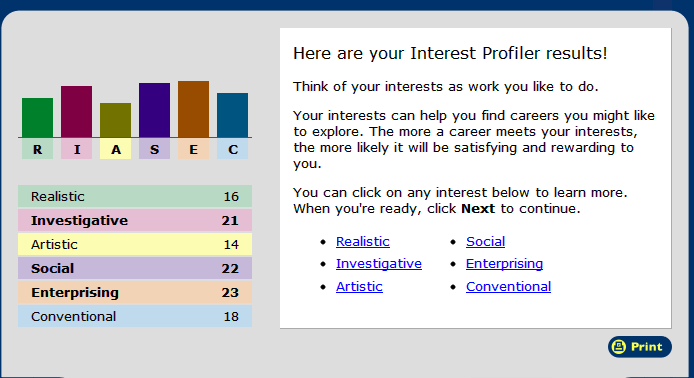 R I A S E C
Realistic 16
Investigative 21
Artistic 14
Social 22
Enterprising 23
Conventional 18
Here are your Interest Profiler results!
Think of your interests as work you like to do.
Your interests can help you find careers you might like
to explore. The more a career meets your interests,
the more likely it will be satisfying and rewarding to
you.
You can click on any interest below to learn more.
When you're ready, click Next to continue.
• Realistic • Social
• Investigative • Enterprising
• Artistic • Conventional
Print